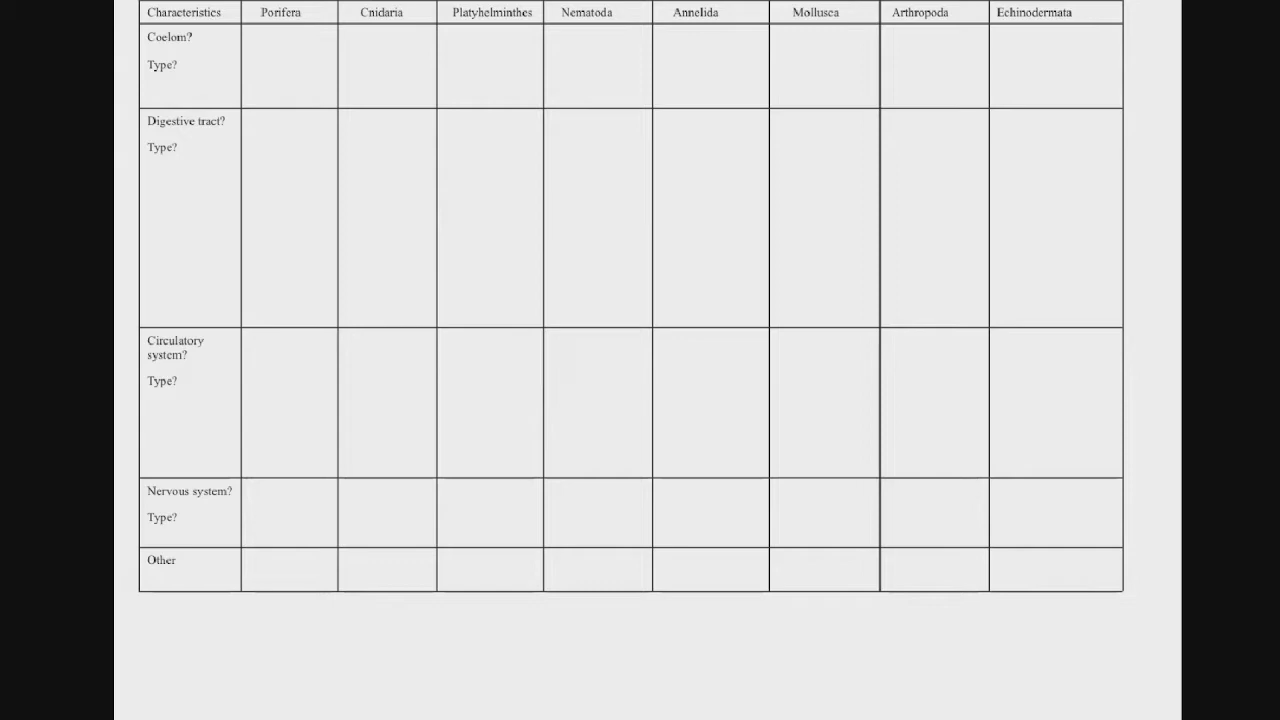 Characteristics Porifera Cnidaria Platyhelminthes Nematoda Annelida Mollusca Arthropoda Echinodermata
Coelom?
Type?
Digestive tract?
Type?
Circulatory
system?
Type?
Nervous system?
Type?
Other